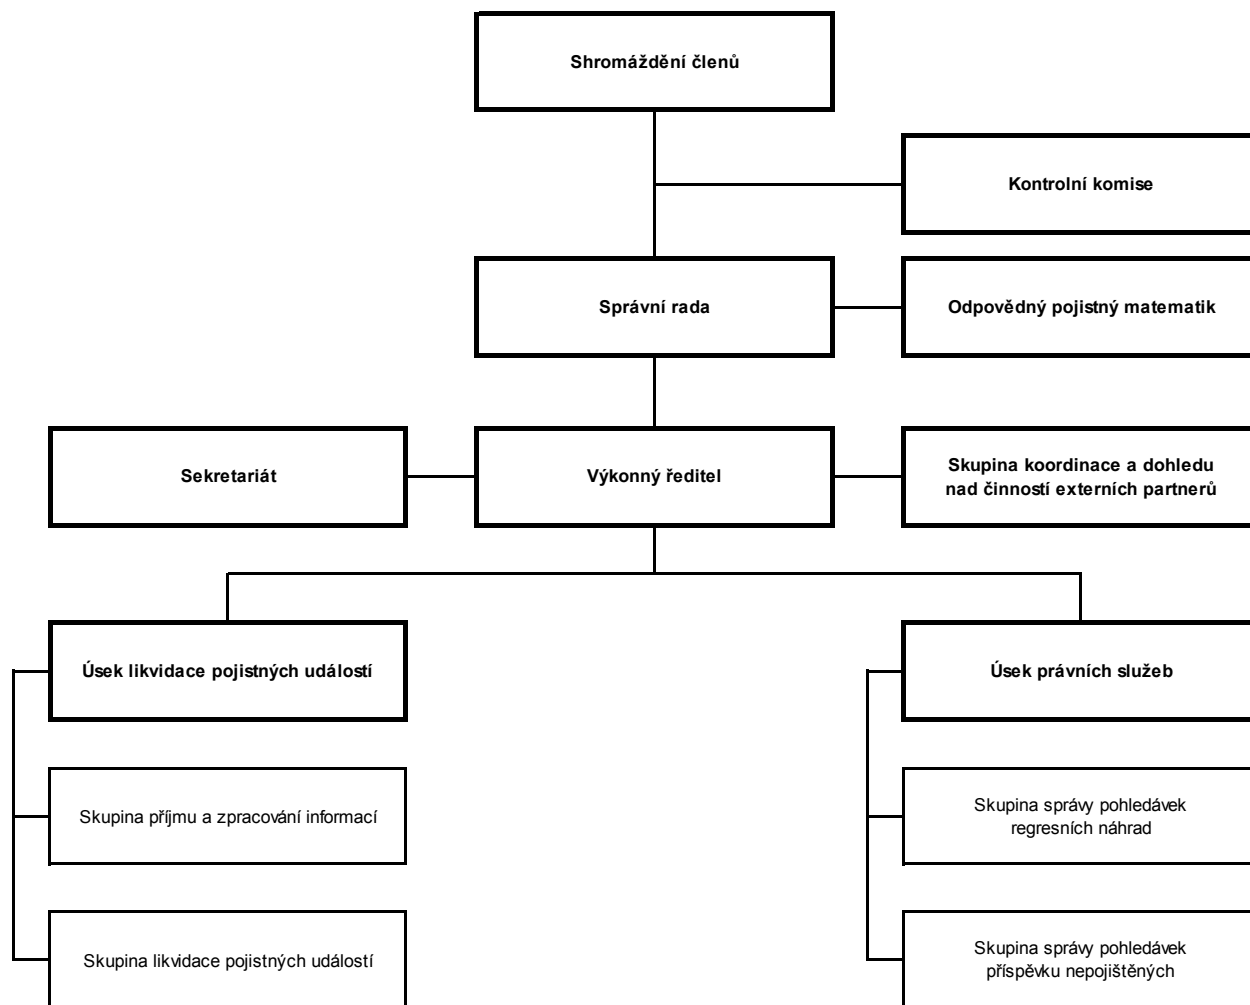 Shromáždění členů
Kontrolní komise
Správní rada
Odpovědný pojistný matematik
Sekretariát
Výkonný ředitel
Skupina koordinace a dohledu
nad činností externích partnerů
Úsek likvidace pojistných událostí
Úsek právních služeb
Skupina příjmu a zpracování informací
Skupina správy pohledávek
regresních náhrad
Skupina likvidace pojistných událostí
Skupina správy pohledávek
příspěvku nepojištěných